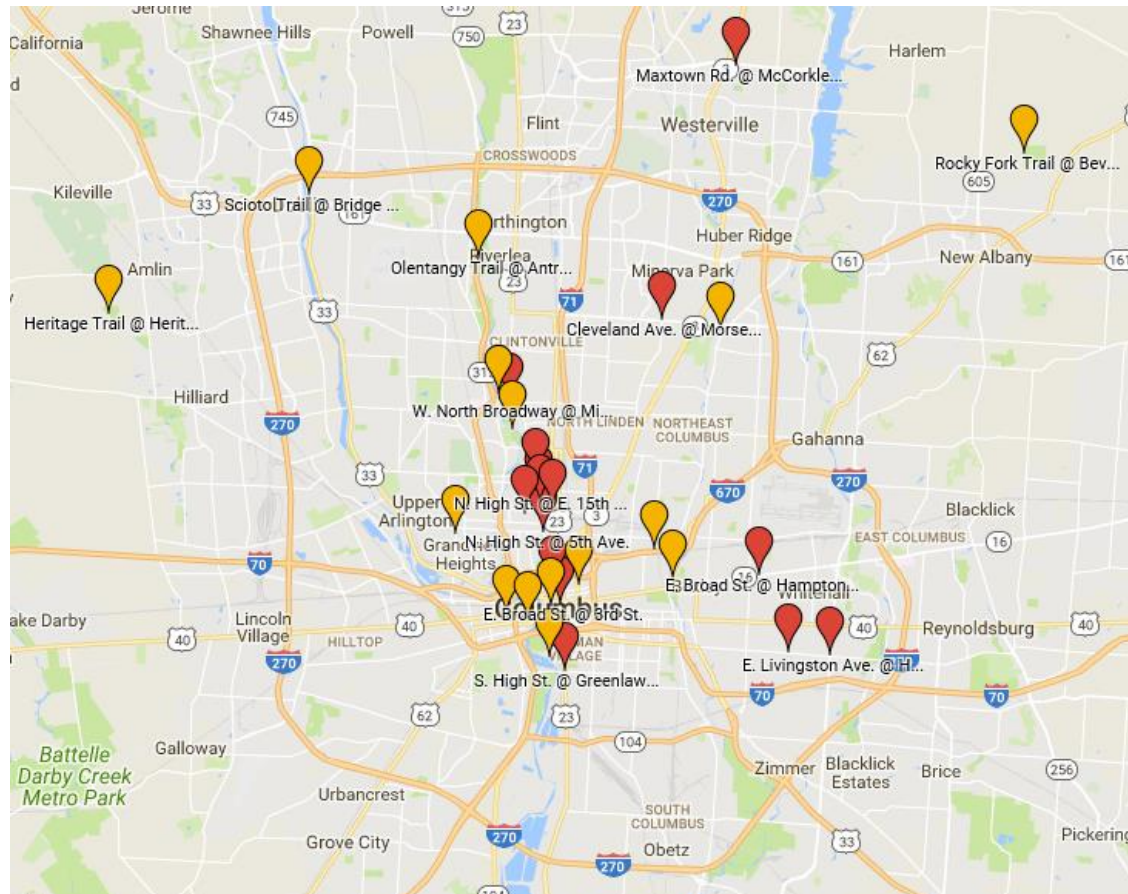 Jerome
315
23
California
Shawnee Hills
Powell
750
Harlem
Maxtown Rd. @ McCorkle...
745
Flint
Westerville
CROSSWOODS
Rocky Fork Trail @ Bev...
605
Kileville
33
Scioto Trail @ Bridge ...
161
270
Worthington
Huber Ridge
Riverlea
Olentangy Trail @ Antr...
23
161
New Albany
161
Amlin
Minerva Park
71
Heritage Trail @ Herit...
33
Cleveland Ave. @ Morse...
CLINTONVILLE
62
315
Hilliard
W. North Broadway @ Mi...
270
NORTH LINDEN
NORTHEAST
COLUMBUS
Gahanna
71
33
670
270
Upper
Arlington
N. High St. @ E. 15th ...
23
3
Blacklick
N. High St. @ 5th Ave.
EAST COLUMBUS
16
Grandview
Heights
70
E. Broad St. @ Hampton...
16
Whitehall
Columbus
E. Broad St. @ 3rd St.
Lake Darby
Lincoln
Village
40
40
HILLTOP
40
40
Reynoldsburg
GERMAN
VILLAGE
270
E. Livingston Ave. @ H...
270
S. High St. @ Greenlaw...
70
70
62
23
104
Galloway
Battelle
Darby Creek
Metro Park
Zimmer
Blacklick
Estates
Brice
256
Urbancrest
SOUTH
COLUMBUS
Grove City
270
Obetz
33
Pickering
270
104